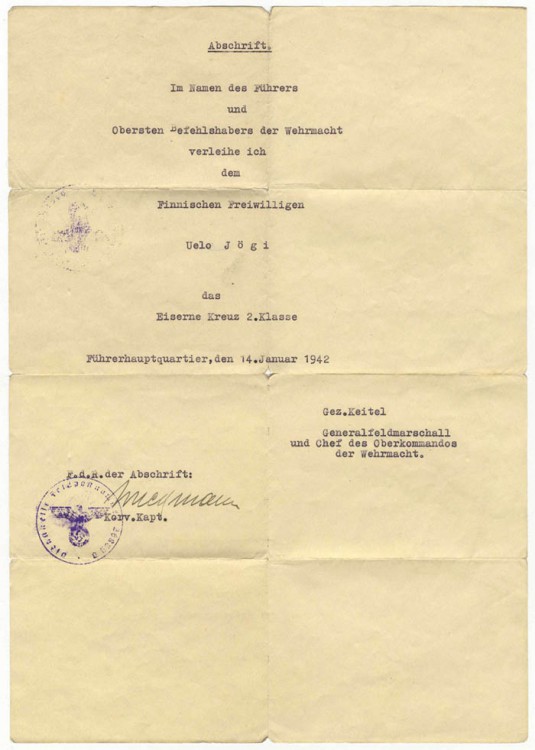 Abschrift.
Im Namen des Führers
und
Obersten Befehlshabers der Wehrmacht
verleihe ich
dem
Finnischen Freiwilligen
Uelo J ö g i
das
Eiserne Kreuz 2.Klasse
Führerhauptquartier,den 14.Januar 1942
Gez.Keitel
Generalfeldmarschall
und Chef des Oberkommandos
der Wehrmacht.
F.d.R.der Abschrift:
Korv.Kapt.